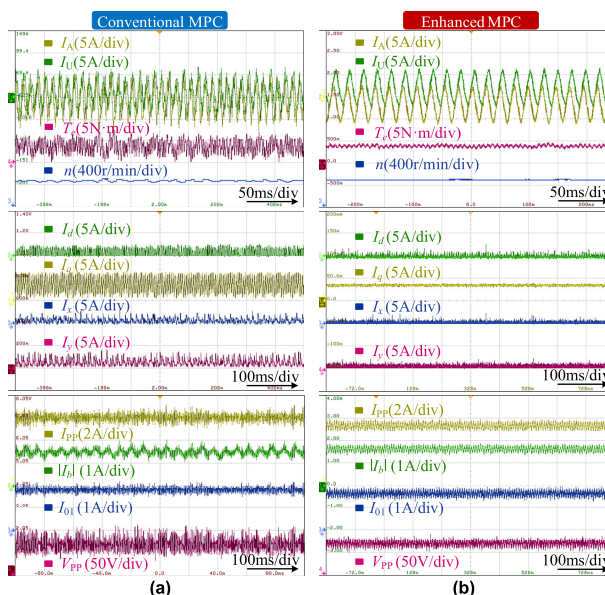 Conventional MPC
Enhanced MPC
I_A(5A/div)
I_U(5A/div)
T_e(5N·m/div)
n(400r/min/div)
50ms/div
I_A(5A/div)
I_U(5A/div)
T_e(5N·m/div)
n(400r/min/div)
50ms/div
I_d(5A/div)
I_q(5A/div)
I_x(5A/div)
I_y(5A/div)
100ms/div
I_d(5A/div)
I_q(5A/div)
I_x(5A/div)
I_y(5A/div)
100ms/div
I_PP(2A/div)
|I_b| (1A/div)
I_01 (1A/div)
V_PP(50V/div)
100ms/div
I_PP(2A/div)
|I_b| (1A/div)
I_01 (1A/div)
V_PP(50V/div)
100ms/div
(a)
(b)